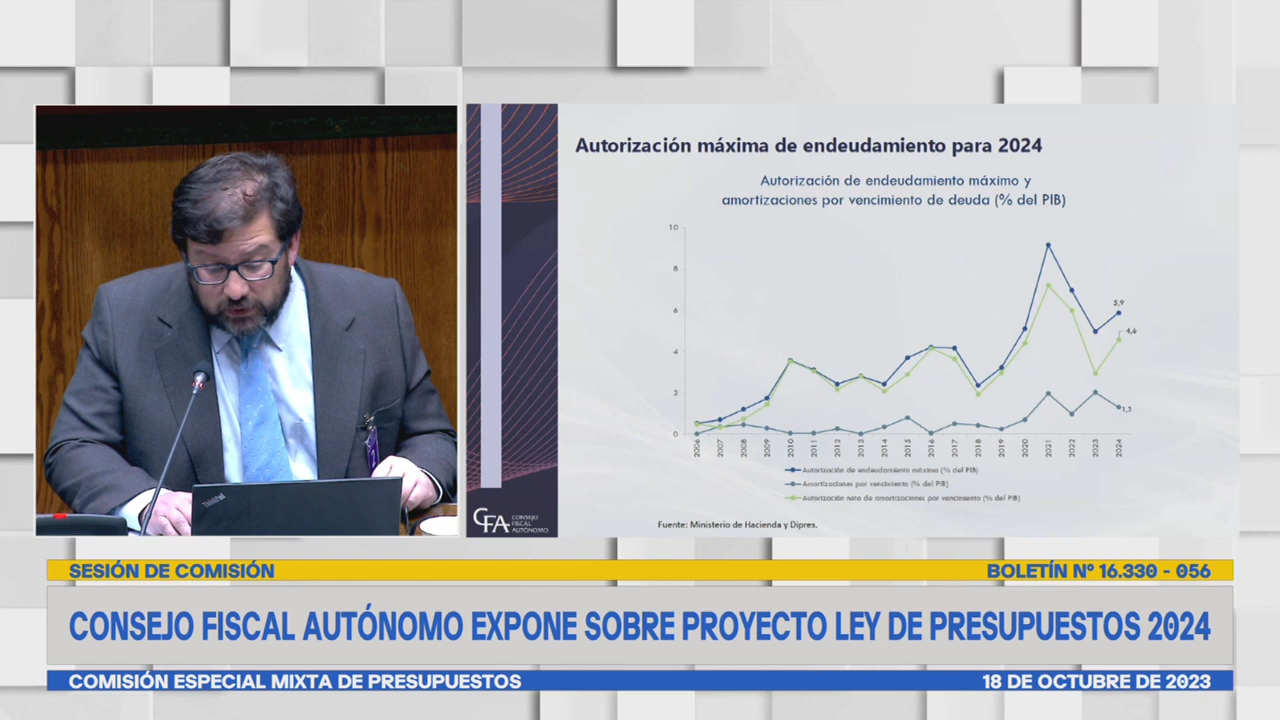 Autorización máxima de endeudamiento para 2024
Autorización de endeudamiento máximo y
amortizaciones por vencimiento de deuda (% del PIB)
10
8
6
4
2
0
5,9
4,6
1,3
2006
2007
2008
2009
2010
2011
2012
2013
2014
2015
2016
2017
2018
2019
2020
2021
2022
2023
2024
Autorización de endeudamiento máximo (% del PIB)
Amortizaciones por vencimiento (% del PIB)
Autorización neta de amortizaciones por vencimiento (% del PIB)
Fuente: Ministerio de Hacienda y Dipres.
CFA
CONSEJO
FISCAL
AUTÓNOMO
ThinkPad
SESIÓN DE COMISIÓN
BOLETÍN Nº 16.330 - 056
CONSEJO FISCAL AUTÓNOMO EXPONE SOBRE PROYECTO LEY DE PRESUPUESTOS 2024
COMISIÓN ESPECIAL MIXTA DE PRESUPUESTOS
18 DE OCTUBRE DE 2023